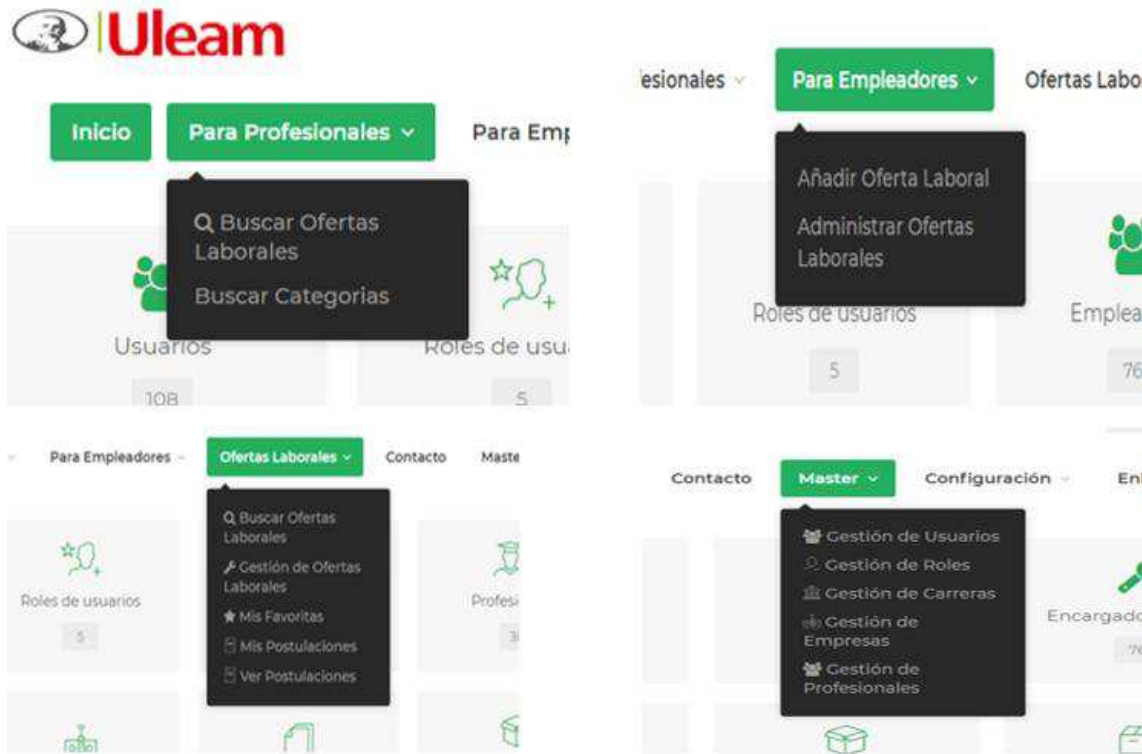 Uleam
Inicio
Para Profesionales
Para Emp
Buscar Ofertas
Laborales
Buscar Categorias
Usuarios
Roles de usu
108
5
esionales
Para Empleadores
Ofertas Labo
Añadir Oferta Laboral
Administrar Ofertas
Laborales
Roles de usuarios
Emplea
5
76
Para Empleadores
Ofertas Laborales
Contacto
Maste
Buscar Ofertas
Laborales
Gestión de Ofertas
Laborales
Mis Favoritas
Mis Postulaciones
Ver Postulaciones
Roles de usuarios
Profesi
5
3
Contacto
Master
Configuración
En
Gestión de Usuarios
Gestión de Roles
Gestión de Carreras
Gestión de
Empresas
Gestión de
Profesionales
Encargado
76